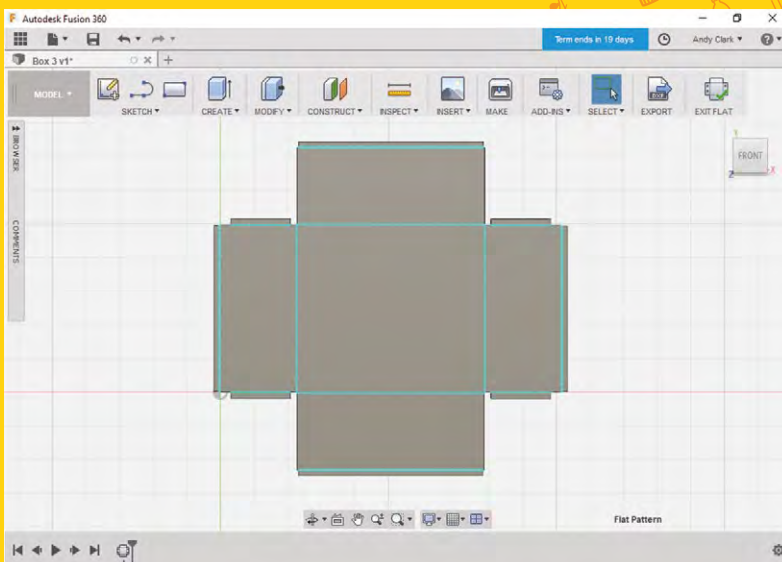 Autodesk Fusion 360
Term ends in 19 days
Andy Clark
Box 3 v1*
MODEL
SKETCH
CREATE
MODIFY
CONSTRUCT
INSPECT
INSERT
MAKE
ADD-INS
SELECT
EXPORT
EXIT FLAT
BROWSER
COMMENTS
FRONT
Y
Z
X
Flat Pattern